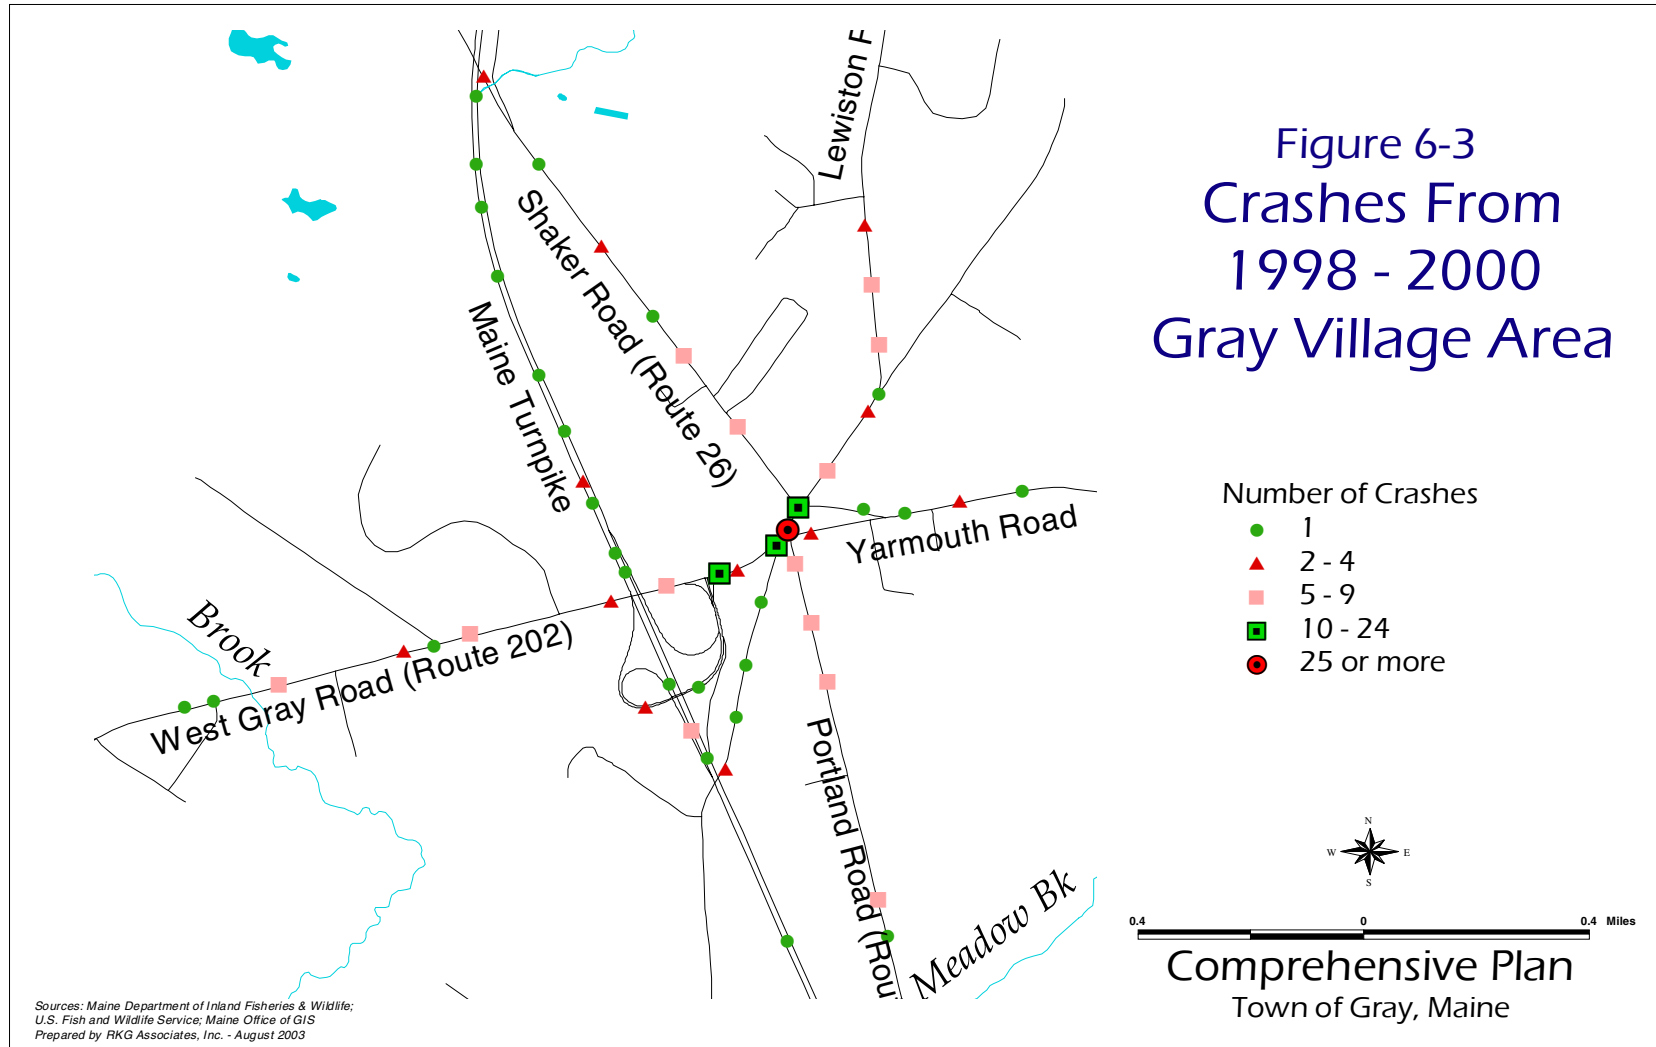 Figure 6-3
Crashes From
1998 - 2000
Gray Village Area
Lewiston
Shaker Road (Route 26)
Maine Turnpike
Yarmouth Road
Brook
West Gray Road (Route 202)
Portland Road (Rou
Meadow Bk
Number of Crashes
1
2 - 4
5 - 9
10 - 24
25 or more
N
W E
S
0.4 0 0.4 Miles
Comprehensive Plan
Town of Gray, Maine
Sources: Maine Department of Inland Fisheries & Wildlife;
U.S. Fish and Wildlife Service; Maine Office of GIS
Prepared by RKG Associates, Inc. - August 2003